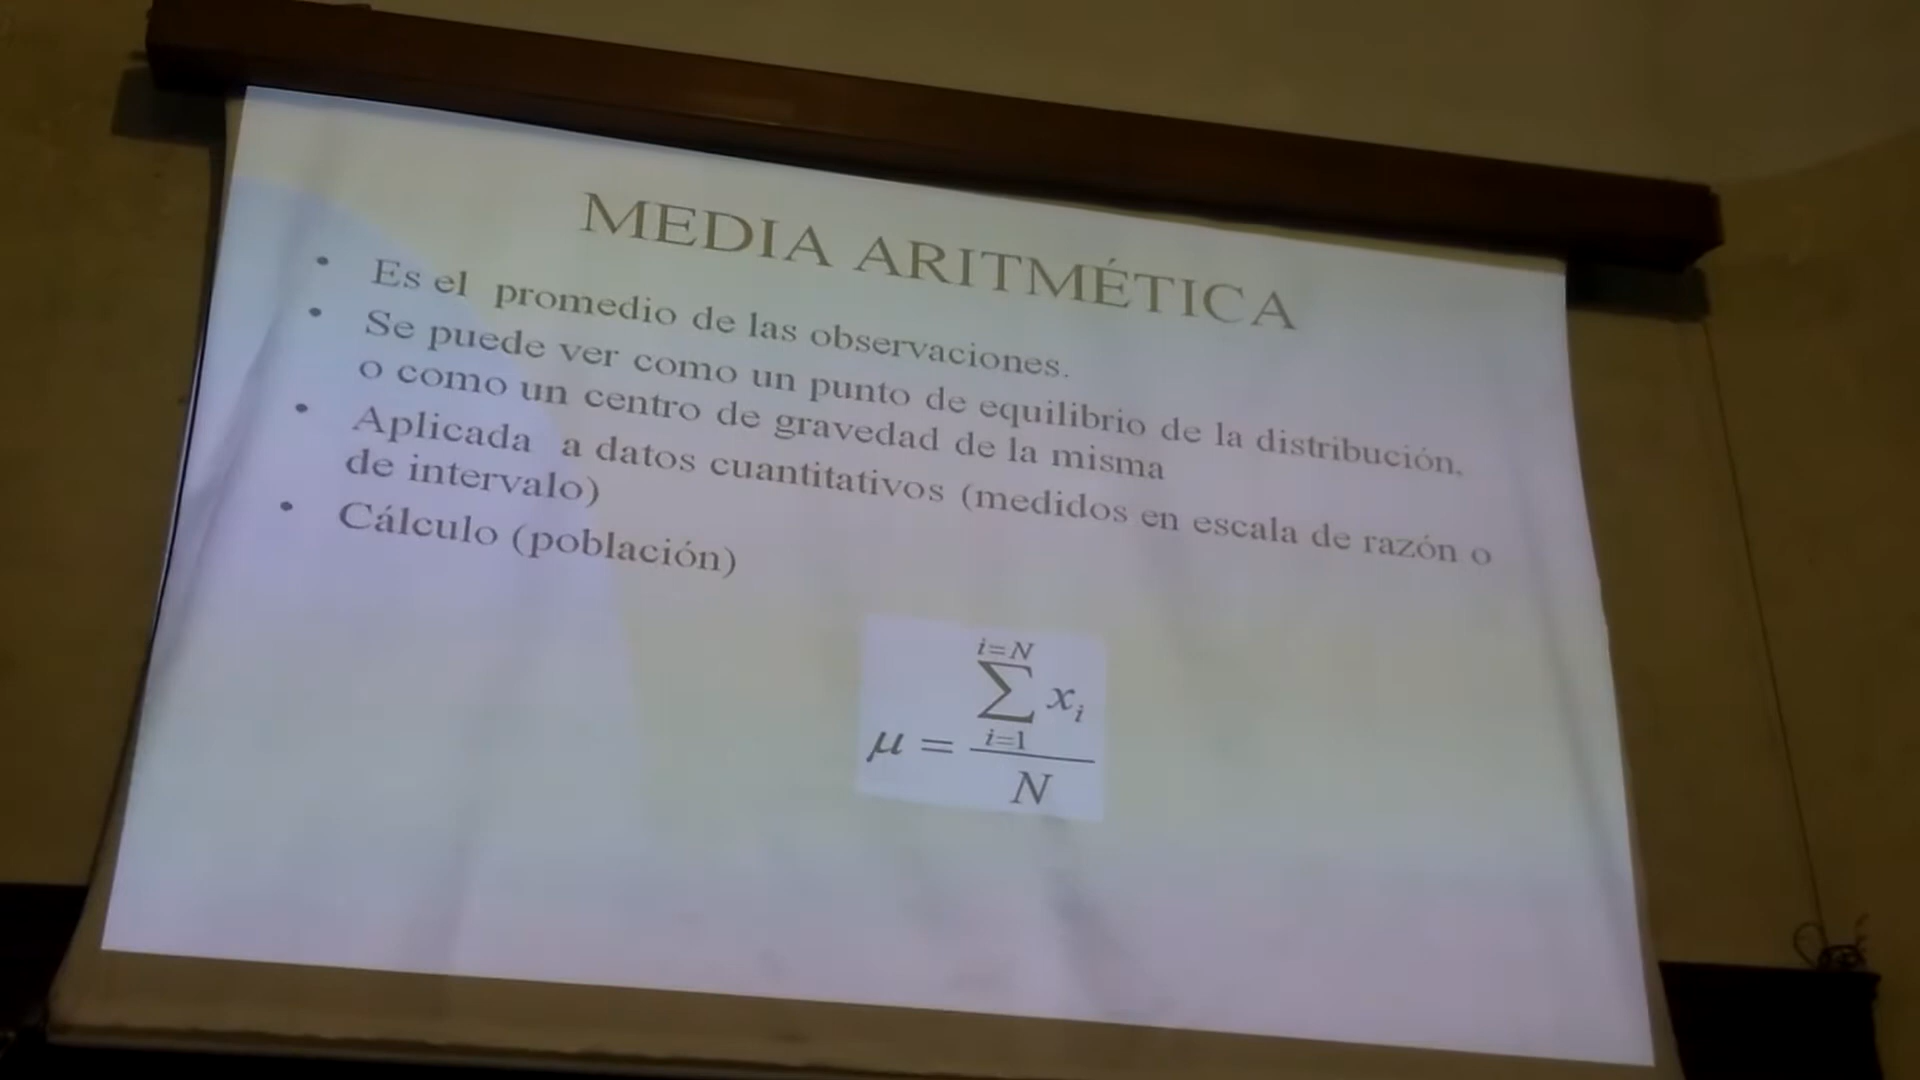 MEDIA ARITMÉTICA
• Es el promedio de las observaciones.
• Se puede ver como un punto de equilibrio de la distribución,
o como un centro de gravedad de la misma
• Aplicada a datos cuantitativos (medidos en escala de razón o
de intervalo)
• Cálculo (población)
i=N
∑ xᵢ
i=1
μ =
N